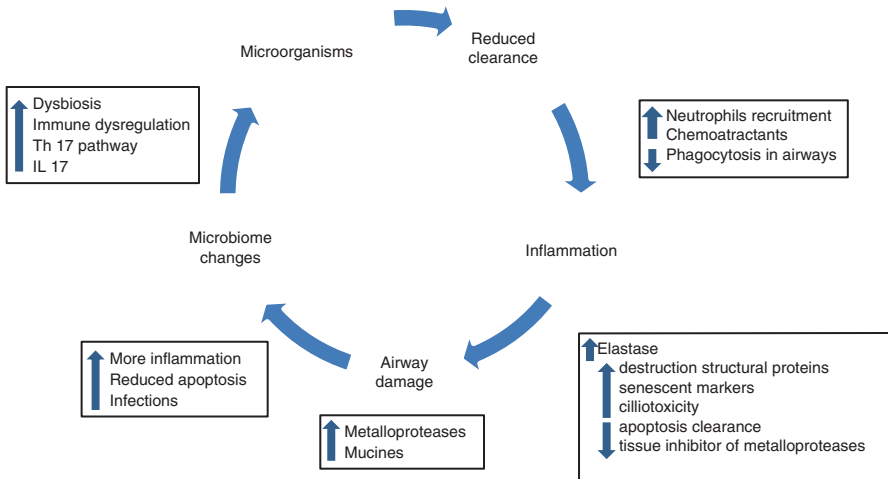 Microorganisms
Reduced
clearance
Dysbiosis
Immune dysregulation
Th 17 pathway
IL 17
Neutrophils recruitment
Chemoatractants
Phagocytosis in airways
Microbiome
changes
Inflammation
More inflammation
Reduced apoptosis
Infections
Airway
damage
Metalloproteases
Mucines
Elastase
destruction structural proteins
senescent markers
cilliotoxicity
apoptosis clearance
tissue inhibitor of metalloproteases